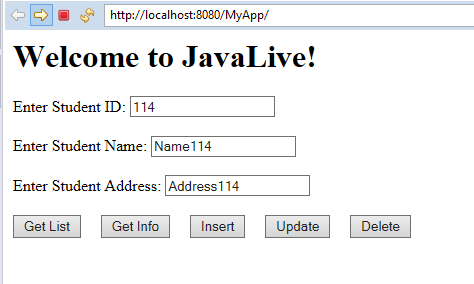 http://localhost:8080/MyApp/
Welcome to JavaLive!
Enter Student ID: 114
Enter Student Name: Name114
Enter Student Address: Address114
Get List Get Info Insert Update Delete